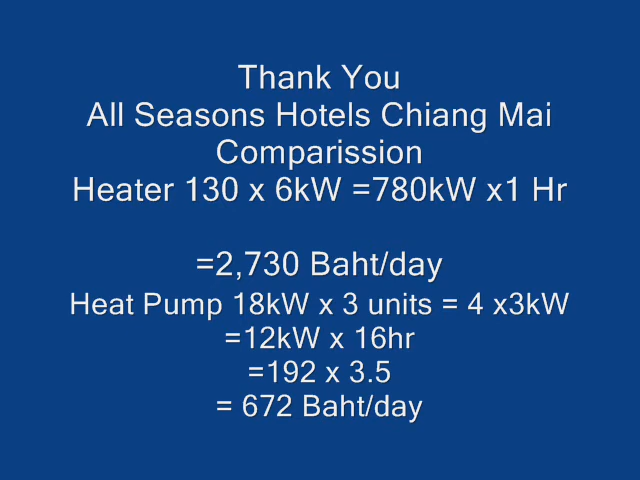 Thank You
All Seasons Hotels Chiang Mai
Comparission
Heater 130 x 6kW =780kW x1 Hr
=2,730 Baht/day
Heat Pump 18kW x 3 units = 4 x3kW
=12kW x 16hr
=192 x 3.5
= 672 Baht/day